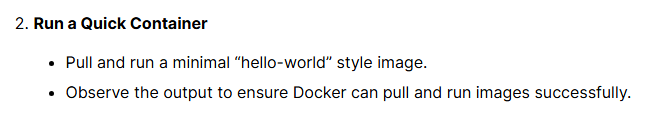 2. Run a Quick Container
• Pull and run a minimal “hello-world” style image.
• Observe the output to ensure Docker can pull and run images successfully.